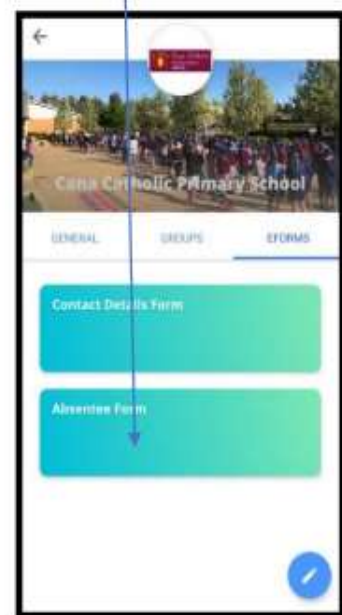 Cana Catholic Primary School
GENERAL GROUPS EFORMS
Contact Details Form
Absentee Form